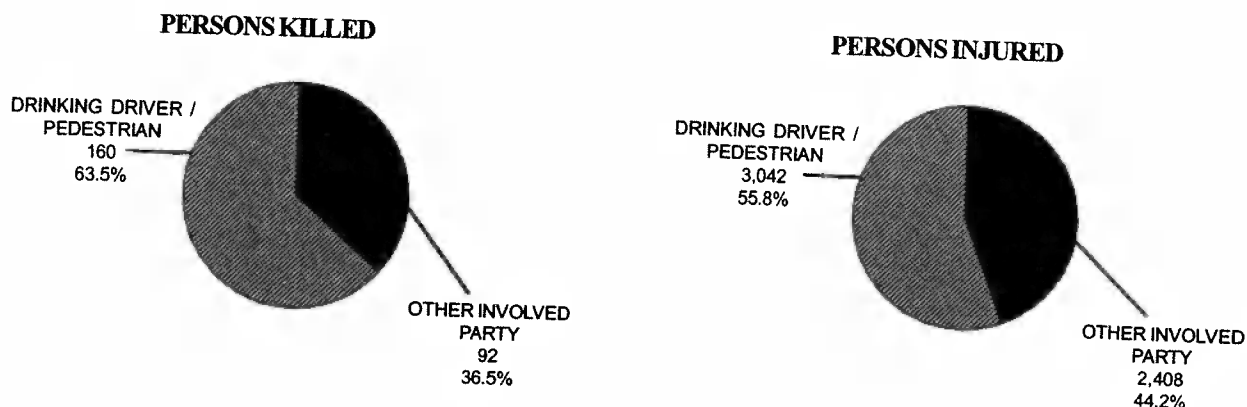 PERSONS KILLED
DRINKING DRIVER /
PEDESTRIAN
160
63.5%
OTHER INVOLVED
PARTY
92
36.5%
PERSONS INJURED
DRINKING DRIVER /
PEDESTRIAN
3,042
55.8%
OTHER INVOLVED
PARTY
2,408
44.2%